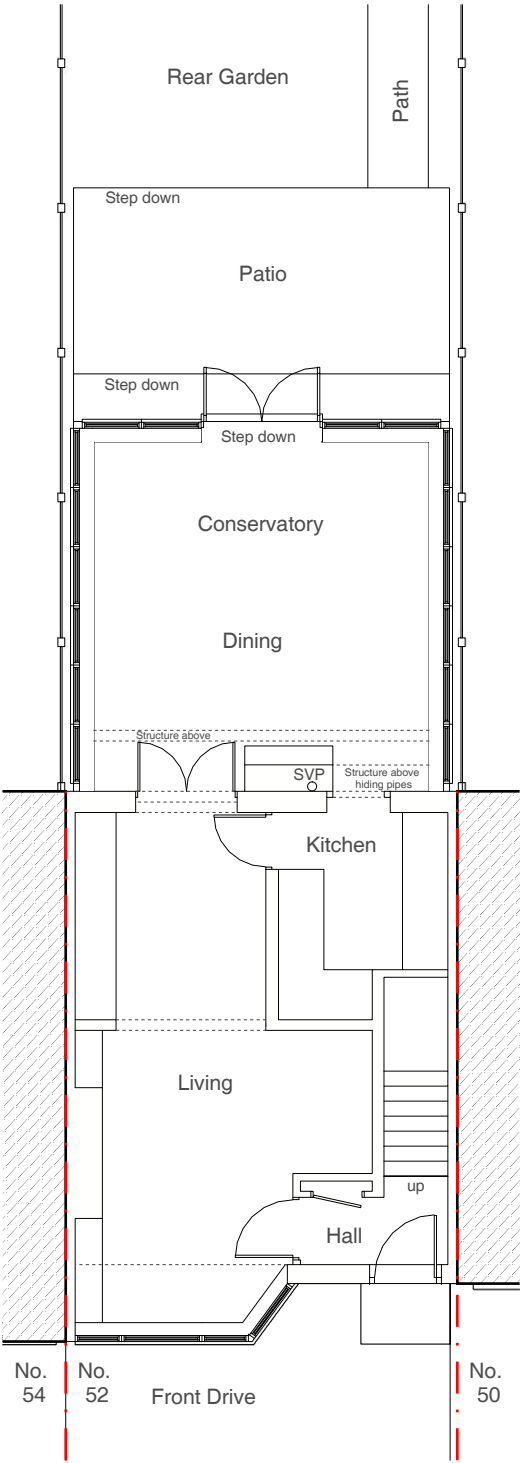 Rear Garden
Path
Step down
Patio
Step down
Step down
Conservatory
Dining
Structure above
SVP
Structure above
hiding pipes
Kitchen
Living
up
Hall
No.
54
No.
52
Front Drive
No.
50